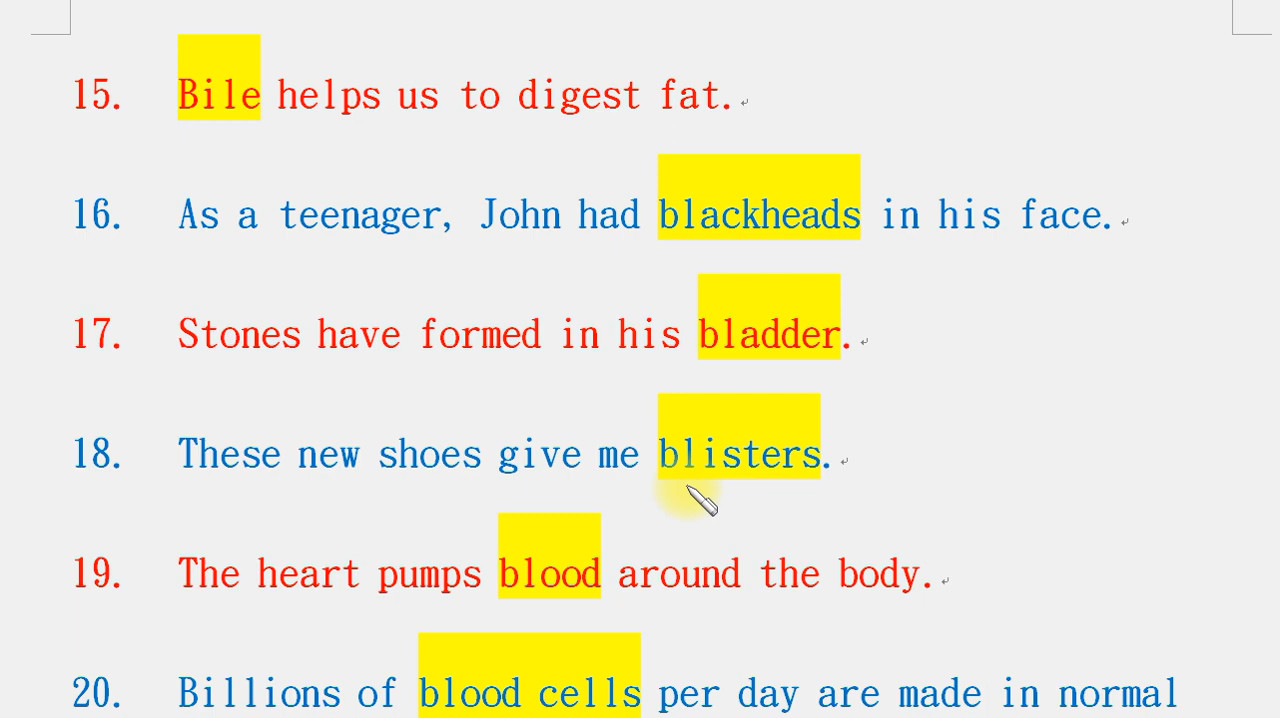 15. Bile helps us to digest fat.
16. As a teenager, John had blackheads in his face.
17. Stones have formed in his bladder.
18. These new shoes give me blisters.
19. The heart pumps blood around the body.
20. Billions of blood cells per day are made in normal